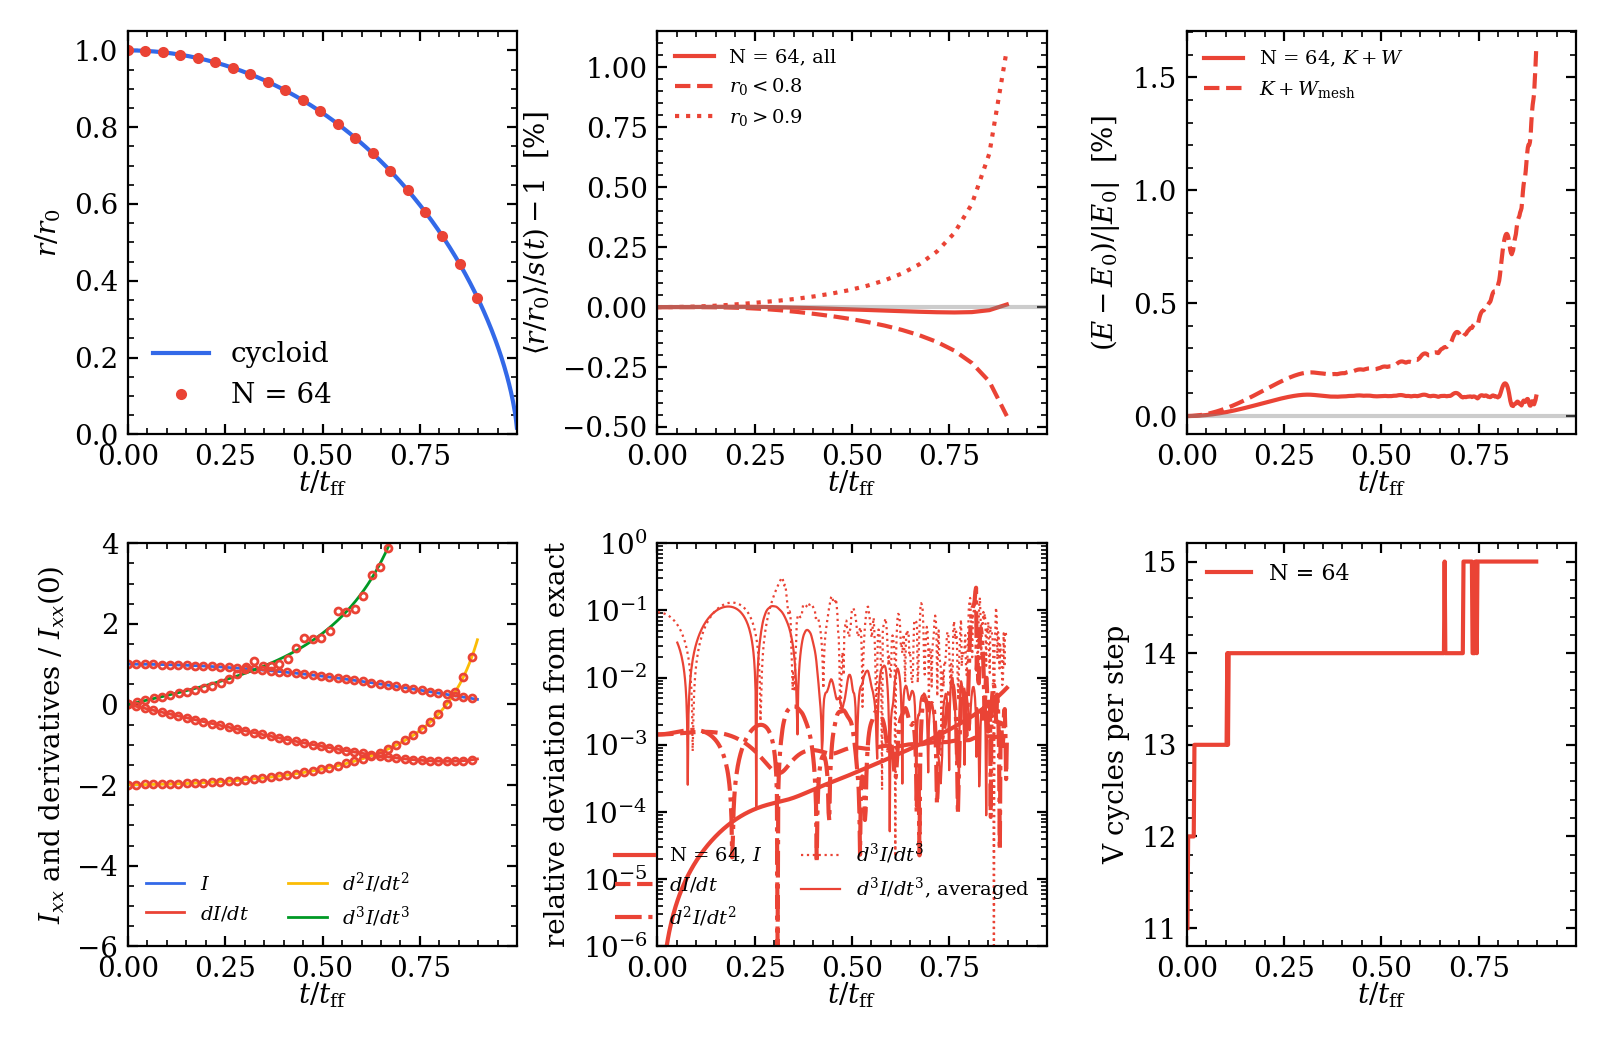 r/r₀
1.0
0.8
0.6
0.4
0.2
0.0
0.00 0.25 0.50 0.75
t/t_ff
cycloid
N = 64
⟨r/r₀⟩/s(t) − 1 [%]
1.00
0.75
0.50
0.25
0.00
−0.25
−0.50
0.00 0.25 0.50 0.75
t/t_ff
N = 64, all
r₀ < 0.8
r₀ > 0.9
(E − E₀)/|E₀| [%]
1.5
1.0
0.5
0.0
0.00 0.25 0.50 0.75
t/t_ff
N = 64, K + W
K + W_mesh
I_xx and derivatives / I_xx(0)
4
2
0
−2
−4
−6
0.00 0.25 0.50 0.75
t/t_ff
I
dI/dt
d²I/dt²
d³I/dt³
relative deviation from exact
10⁰
10⁻¹
10⁻²
10⁻³
10⁻⁴
10⁻⁵
10⁻⁶
0.00 0.25 0.50 0.75
t/t_ff
N = 64, I
dI/dt
d²I/dt²
d³I/dt³
d³I/dt³, averaged
V cycles per step
15
14
13
12
11
0.00 0.25 0.50 0.75
t/t_ff
N = 64